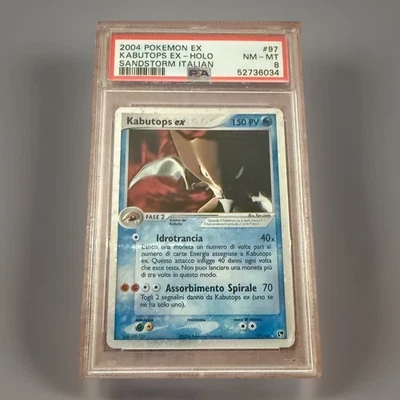 2004 POKEMON EX #97
KABUTOPS EX-HOLO NM-MT
SANDSTORM ITALIAN 8
PSA 52736034
Kabutops ex 150 PV
FASE 2
Idrotrancia 40x
Lancia una moneta un numero di volte pari al
numero di carte Energia assegnate a Kabutops
ex. Questo attacco infligge 40 danni ogni volta
che esce testa. Non puoi lanciare una moneta più
di tre volte in questo modo.
Assorbimento Spirale 70
Togli 2 segnalini danno da Kabutops ex (uno se
ne ha solo uno).